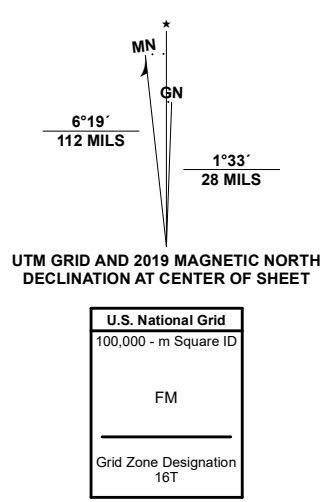 ★
MN
GN
6°19´
112 MILS
1°33´
28 MILS
UTM GRID AND 2019 MAGNETIC NORTH
DECLINATION AT CENTER OF SHEET
U.S. National Grid
100,000 - m Square ID
FM
Grid Zone Designation
16T